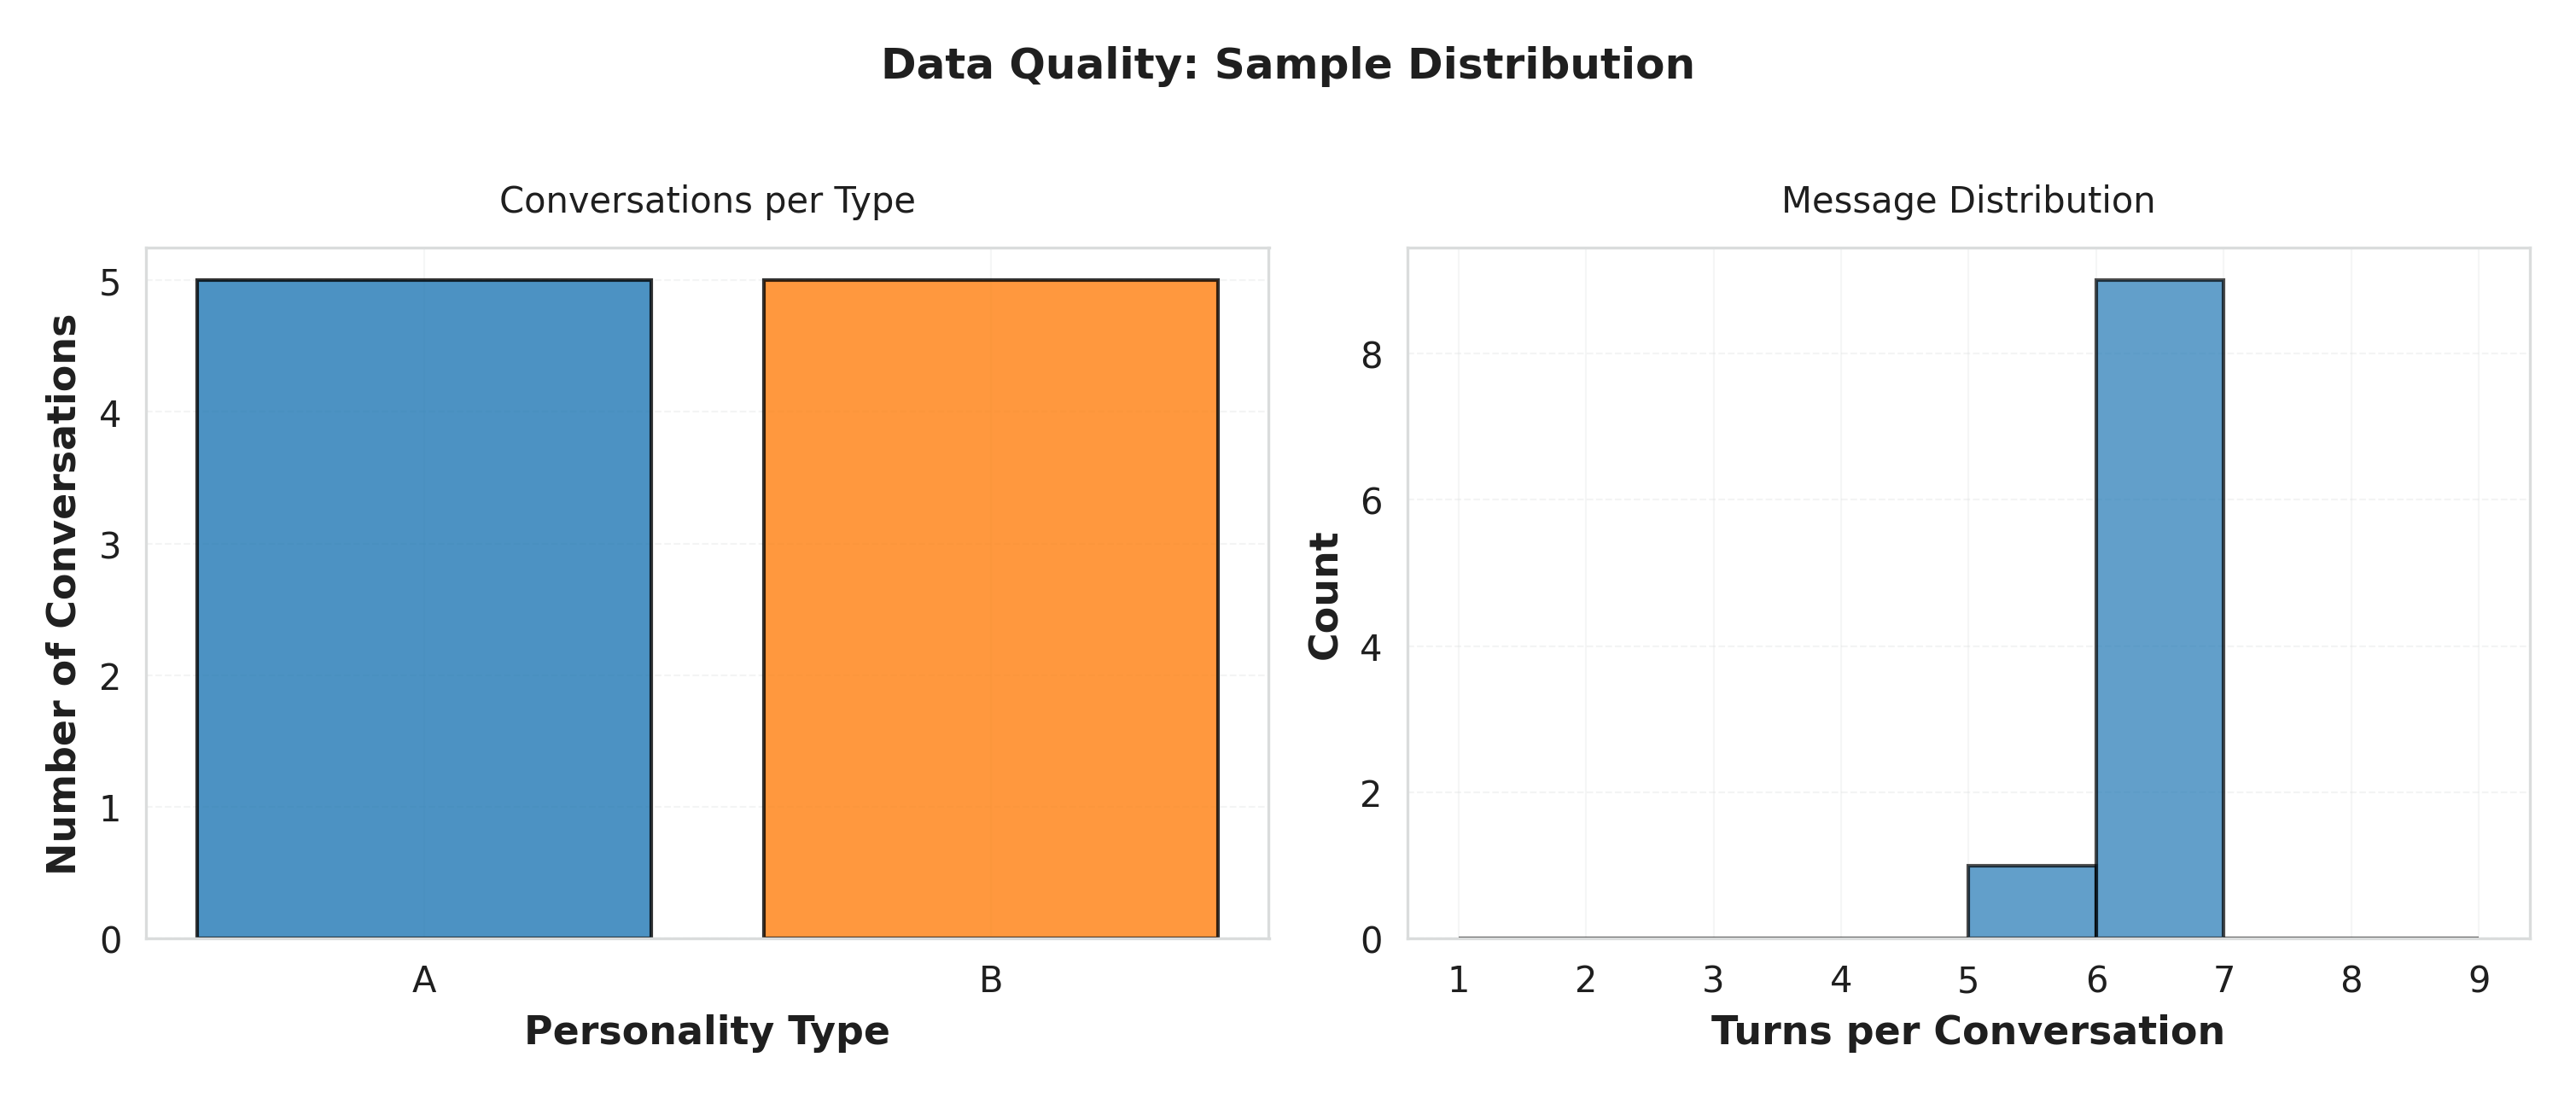 Data Quality: Sample Distribution
Conversations per Type
Number of Conversations
5
4
3
2
1
0
A B
Personality Type
Message Distribution
Count
8
6
4
2
0
1 2 3 4 5 6 7 8 9
Turns per Conversation